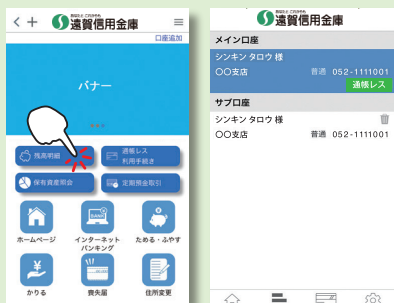 遠賀信用金庫
口座追加
バナー
残高明細
通帳レス
利用手続き
保有資産照会
定期預金取引
ホームページ
インターネット
バンキング
ためる・ふやす
かりる
喪失届
住所変更
遠賀信用金庫
メイン口座
シンキン タロウ 様
〇〇支店 普通 052-1111001
通帳レス
サブ口座
シンキン タロウ 様
〇〇支店 普通 052-1111001